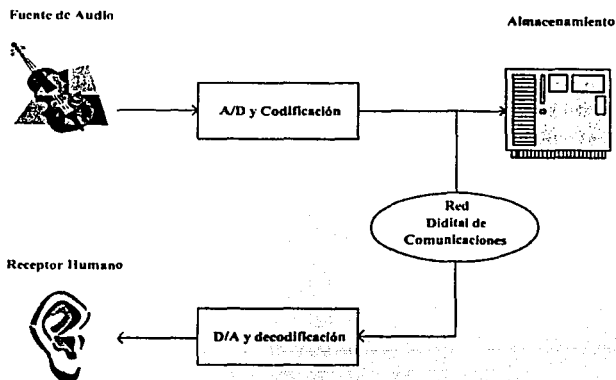 Fuente de Audio
Almacenamiento
A/D y Codificación
Red
Didital de
Comunicaciones
Receptor Humano
D/A y decodificación